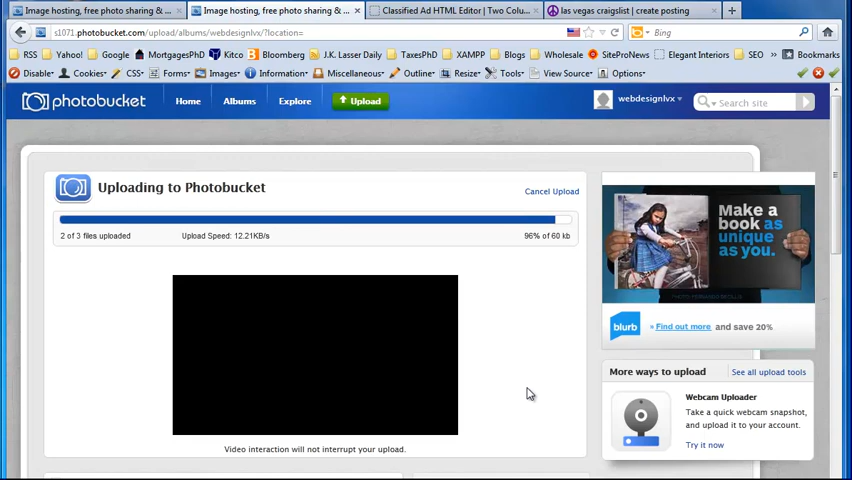 Image hosting, free photo sharing & ...
Image hosting, free photo sharing & ...
Classified Ad HTML Editor | Two Colu...
las vegas craigslist | create posting
s1071.photobucket.com/upload/albums/webdesignlvx/?location=
Bing
RSS Yahoo! Google MortgagesPhD Kitco Bloomberg J.K. Lasser Daily TaxesPhD XAMPP Blogs Wholesale SiteProNews Elegant Interiors SEO » Bookmarks
Disable Cookies CSS Forms Images Information Miscellaneous Outline Resize Tools View Source Options
photobucket
Home Albums Explore Upload
webdesignlvx
Search site
Uploading to Photobucket
Cancel Upload
2 of 3 files uploaded Upload Speed: 12.21KB/s 96% of 60 kb
Video interaction will not interrupt your upload.
Make a
book as
unique
as you.
blurb
» Find out more and save 20%
More ways to upload See all upload tools
Webcam Uploader
Take a quick webcam snapshot,
and upload it to your account.
Try it now